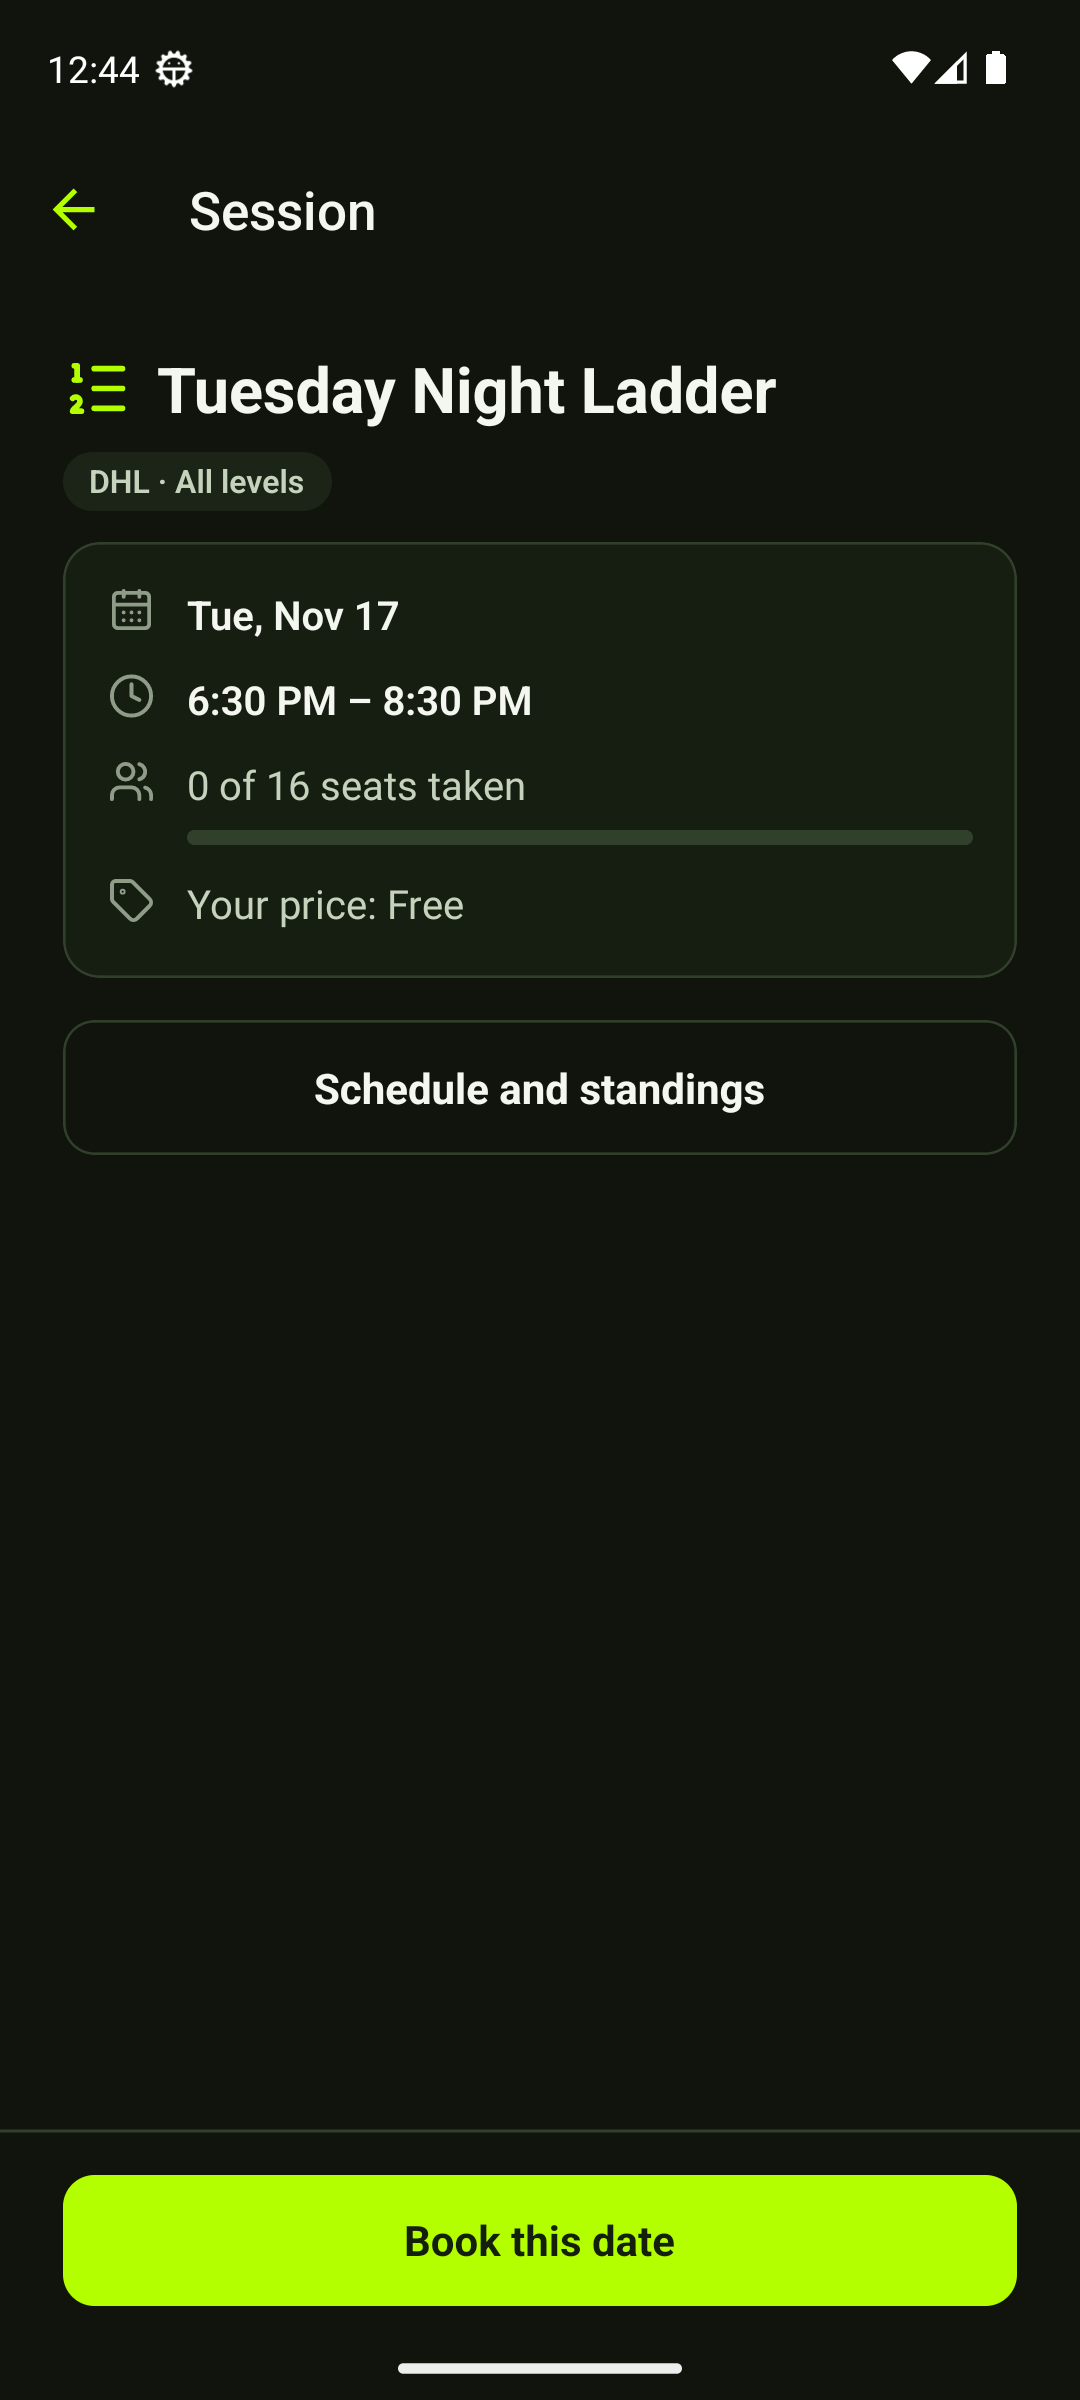 12:44
Session
Tuesday Night Ladder
DHL · All levels
Tue, Nov 17
6:30 PM – 8:30 PM
0 of 16 seats taken
Your price: Free
Schedule and standings
Book this date